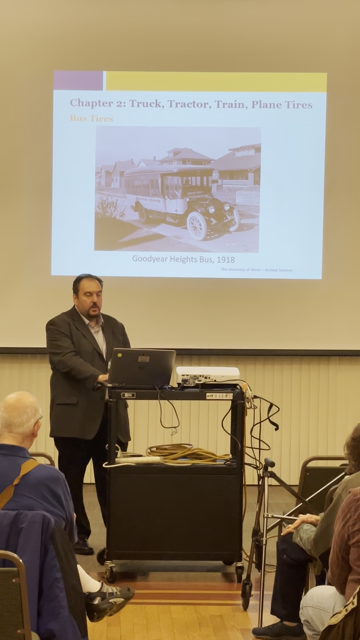 Chapter 2: Truck, Tractor, Train, Plane Tires
Bus Tires
Goodyear Heights Bus, 1918